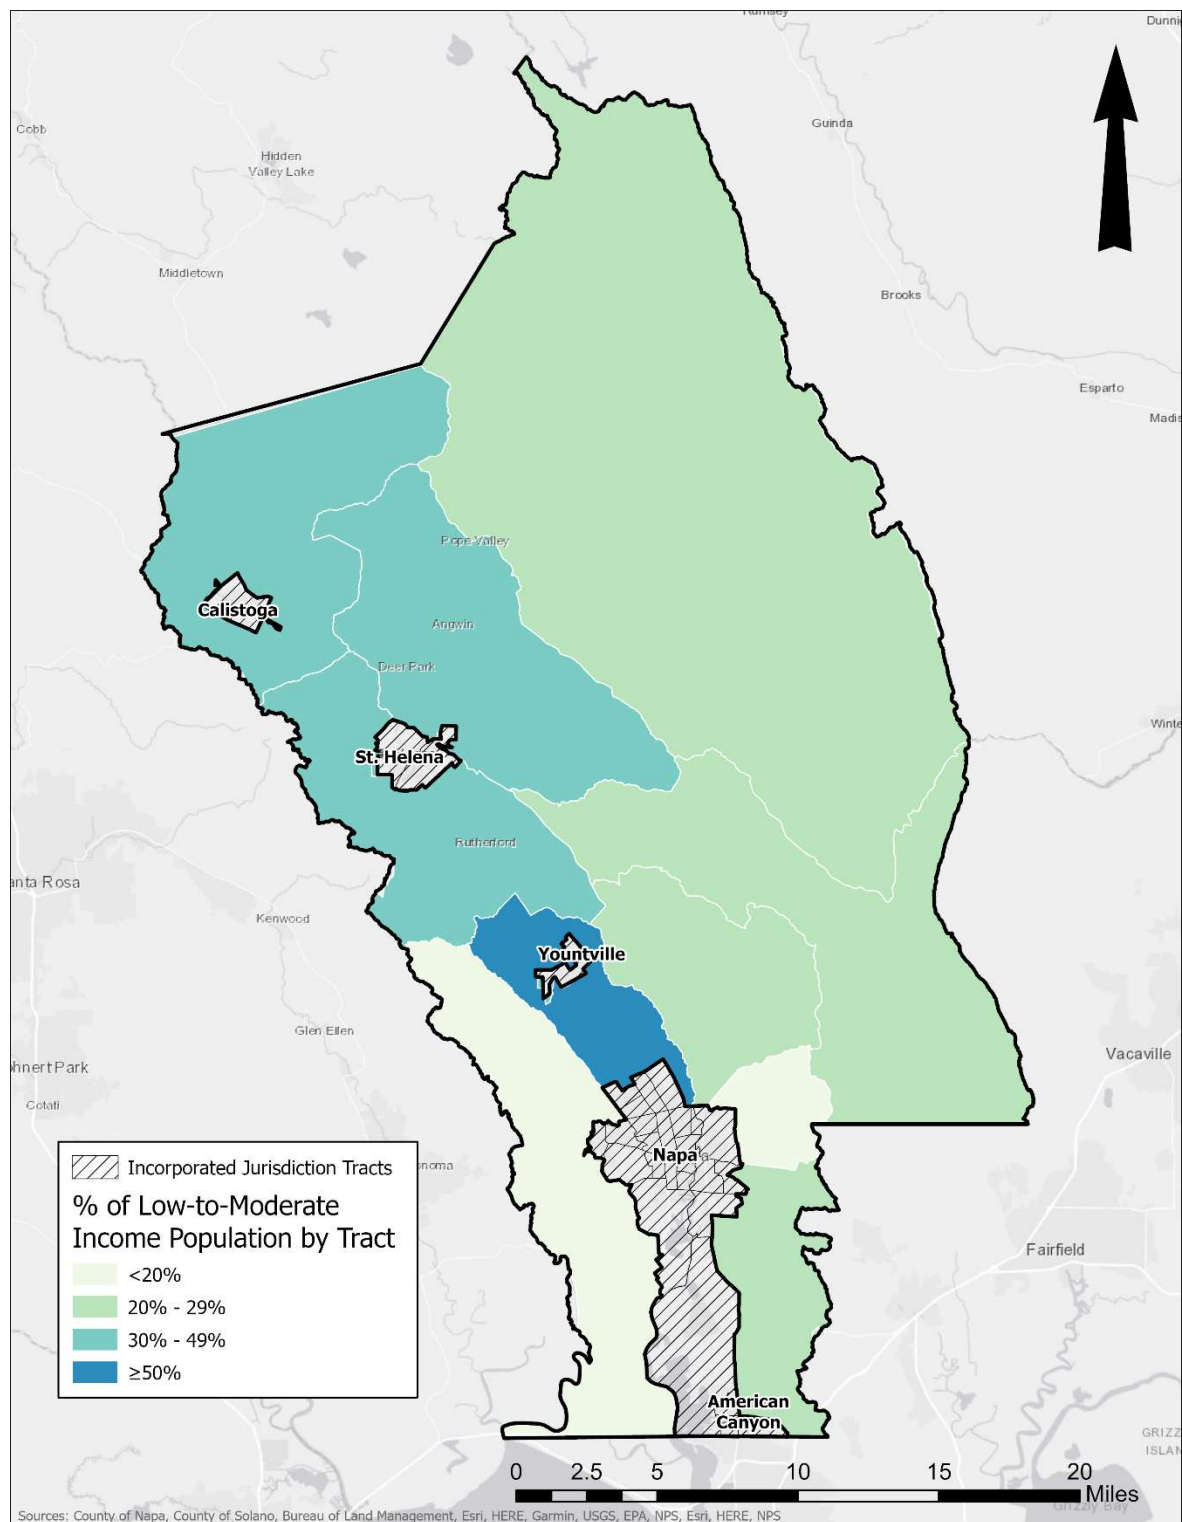 Rumsey
Dunni
Cobb
Guinda
Hidden
Valley Lake
Middletown
Brooks
Esparto
Madis
Pope Valley
Calistoga
Angwin
Deer Park
Winte
St. Helena
Rutherford
anta Rosa
Kenwood
Yountville
Glen Ellen
Vacaville
ohnert Park
Cotati
Napa
a
onoma
Incorporated Jurisdiction Tracts
% of Low-to-Moderate
Income Population by Tract
<20%
20% - 29%
30% - 49%
≥50%
Fairfield
American
Canyon
GRIZZ
ISLAN
0 2.5 5 10 15 20
Miles
Grizzly Bay
Sources: County of Napa, County of Solano, Bureau of Land Management, Esri, HERE, Garmin, USGS, EPA, NPS, Esri, HERE, NPS